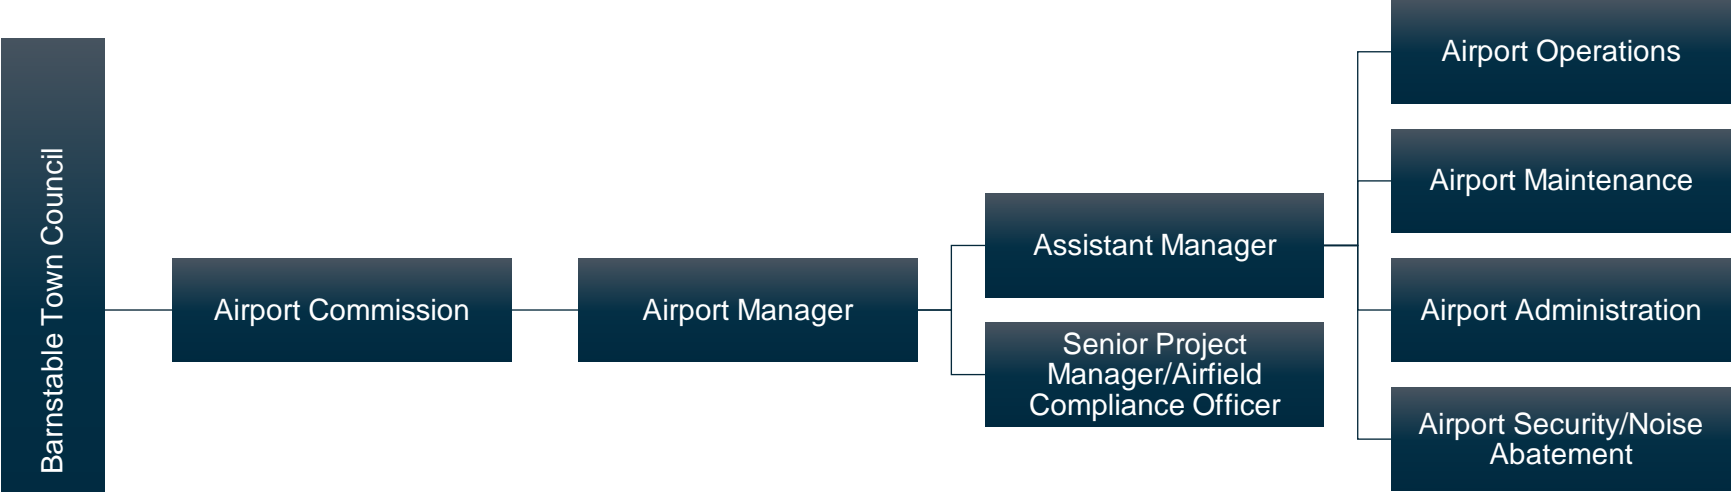 Barnstable Town Council
Airport Commission
Airport Manager
Assistant Manager
Senior Project
Manager/Airfield
Compliance Officer
Airport Operations
Airport Maintenance
Airport Administration
Airport Security/Noise
Abatement